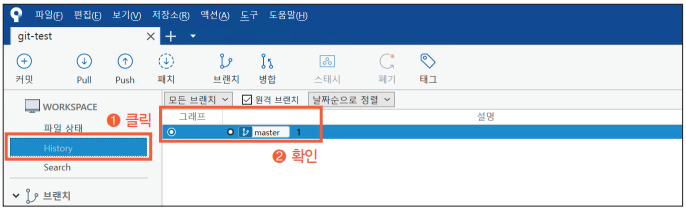 파일(F) 편집(E) 보기(V) 저장소(R) 액션(A) 도구 도움말(H)
git-test × + ▾
커밋 Pull Push 패치 브랜치 병합 스태시 폐기 태그
WORKSPACE
파일 상태
❶ 클릭
History
Search
브랜치
모든 브랜치 원격 브랜치 날짜순으로 정렬
그래프 설명
master 1
❷ 확인